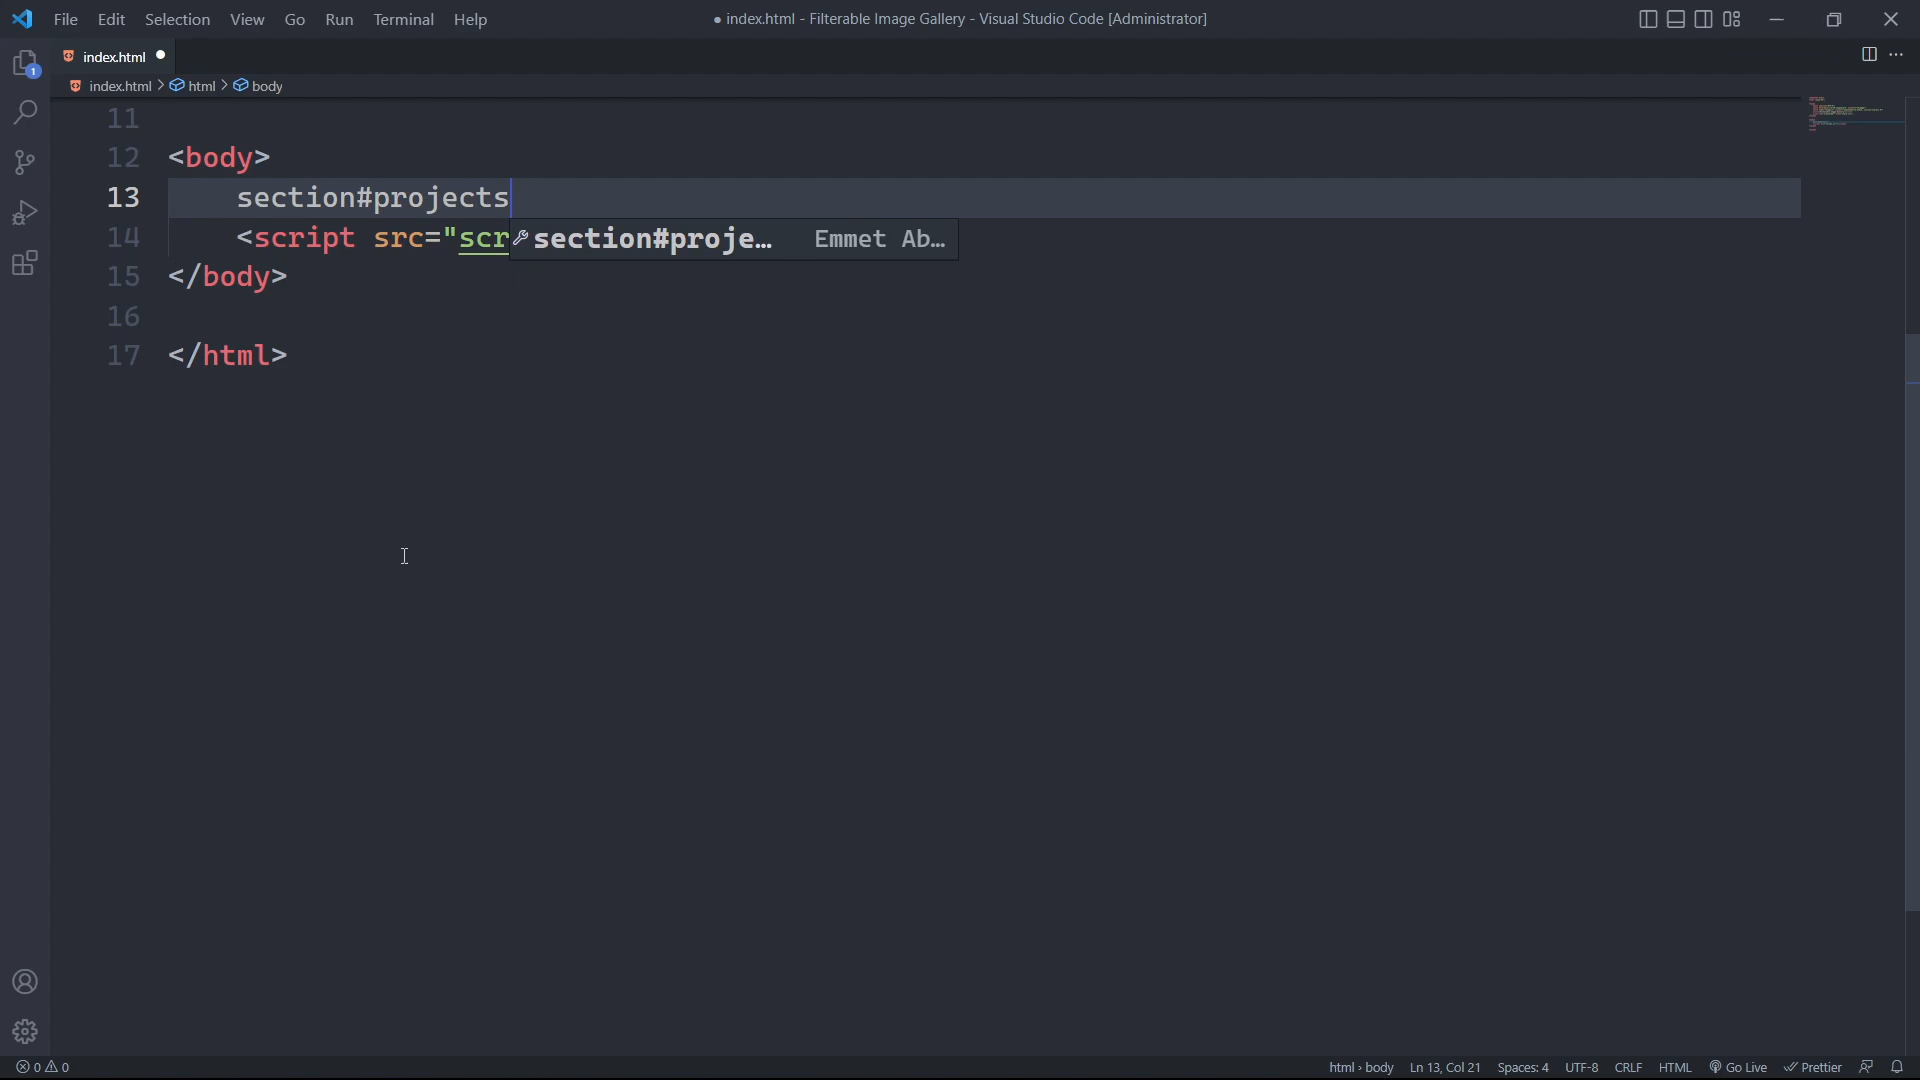 File Edit Selection View Go Run Terminal Help
● index.html - Filterable Image Gallery - Visual Studio Code [Administrator]
1
index.html ●
index.html > html > body
11
12 <body>
13 section#projects
14 <script src="scr
section#proje… Emmet Ab…
15 </body>
16
17 </html>
0 0
html › body Ln 13, Col 21 Spaces: 4 UTF-8 CRLF HTML Go Live Prettier